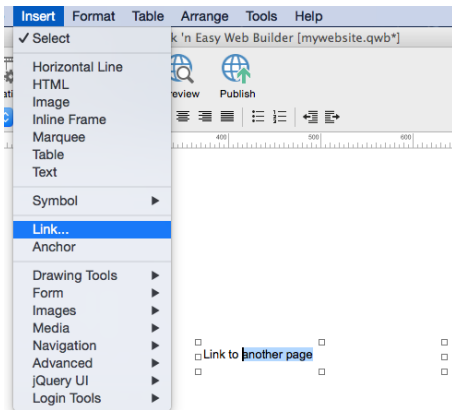 Insert Format Table Arrange Tools Help
✓ Select
'n Easy Web Builder [mywebsite.qwb*]
Horizontal Line
HTML
Image
Inline Frame
Marquee
Table
Text
Symbol ▶
Link...
Anchor
Drawing Tools ▶
Form ▶
Images ▶
Media ▶
Navigation ▶
Advanced ▶
jQuery UI ▶
Login Tools ▶
Publish
400 500 600
Link to another page